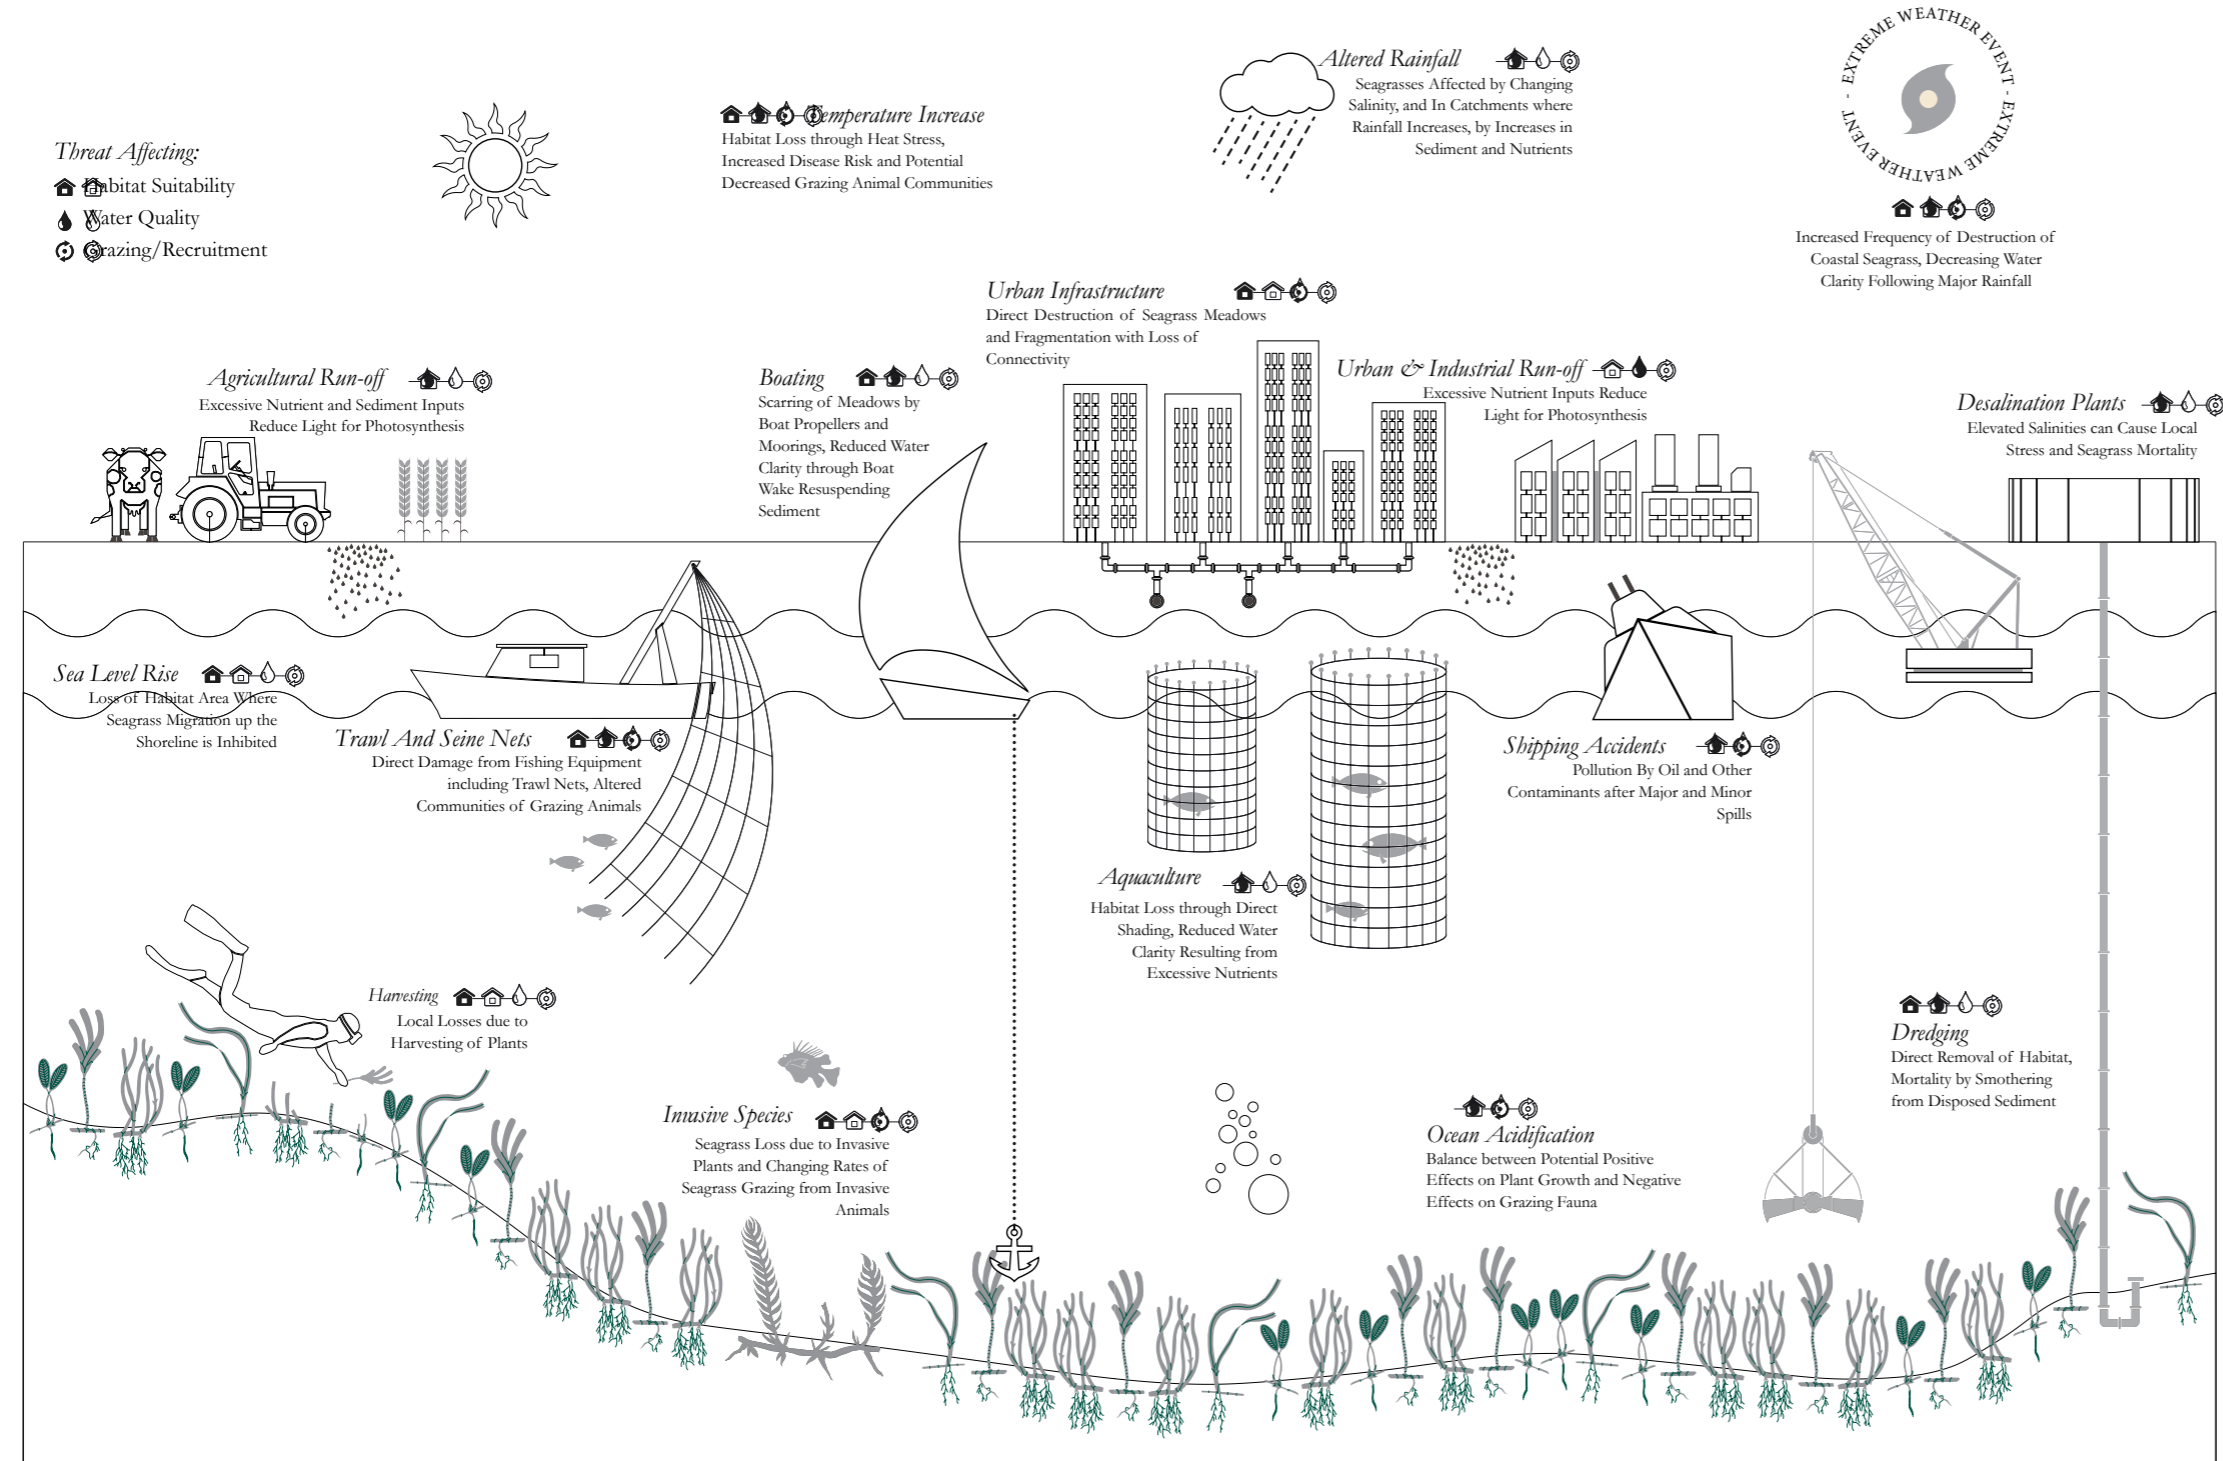 Threat Affecting:
Habitat Suitability
Water Quality
Grazing/Recruitment
Temperature Increase
Habitat Loss through Heat Stress,
Increased Disease Risk and Potential
Decreased Grazing Animal Communities
Altered Rainfall
Seagrasses Affected by Changing
Salinity, and In Catchments where
Rainfall Increases, by Increases in
Sediment and Nutrients
EXTREME WEATHER EVENT - EXTREME WEATHER EVENT -
Increased Frequency of Destruction of
Coastal Seagrass, Decreasing Water
Clarity Following Major Rainfall
Agricultural Run-off
Excessive Nutrient and Sediment Inputs
Reduce Light for Photosynthesis
Boating
Scarring of Meadows by
Boat Propellers and
Moorings, Reduced Water
Clarity through Boat
Wake Resuspending
Sediment
Urban Infrastructure
Direct Destruction of Seagrass Meadows
and Fragmentation with Loss of
Connectivity
Urban & Industrial Run-off
Excessive Nutrient Inputs Reduce
Light for Photosynthesis
Desalination Plants
Elevated Salinities can Cause Local
Stress and Seagrass Mortality
Sea Level Rise
Loss of Habitat Area Where
Seagrass Migration up the
Shoreline is Inhibited
Trawl And Seine Nets
Direct Damage from Fishing Equipment
including Trawl Nets, Altered
Communities of Grazing Animals
Shipping Accidents
Pollution By Oil and Other
Contaminants after Major and Minor
Spills
Aquaculture
Habitat Loss through Direct
Shading, Reduced Water
Clarity Resulting from
Excessive Nutrients
Harvesting
Local Losses due to
Harvesting of Plants
Dredging
Direct Removal of Habitat,
Mortality by Smothering
from Disposed Sediment
Invasive Species
Seagrass Loss due to Invasive
Plants and Changing Rates of
Seagrass Grazing from Invasive
Animals
Ocean Acidification
Balance between Potential Positive
Effects on Plant Growth and Negative
Effects on Grazing Fauna